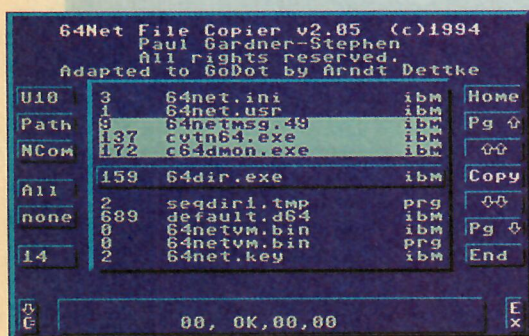 64Net File Copier v2.05 (c)1994
Paul Gardner-Stephen
All rights reserved.
Adapted to GoDot by Arndt Dettke
U10 3 64net.ini ibm Home
1 64net.usr ibm
Path 9 64netmsg.49 ibm Pg
137 cvtn64.exe ibm
NCom 172 c64dmon.exe ibm
159 64dir.exe ibm Copy
All
2 seqdir1.tmp prg
none 689 default.d64 ibm
0 64netvm.bin ibm Pg
0 64netvm.bin prg
14 2 64net.key ibm End
00, OK,00,00 Ex